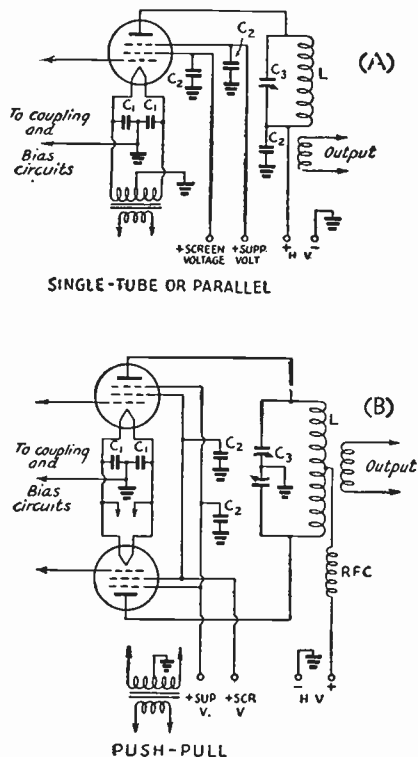 C2
C2
C3
L
(A)
C1 C1
To coupling and
Bias circuits
C2
Output
+SCREEN VOLTAGE
+SUPP. VOLT
+ H V -
SINGLE-TUBE OR PARALLEL
(B)
L
C1 C1
C2
C3
To coupling and
Bias circuits
C2
Output
RFC
+SUP V.
+SCR V
- H V +
PUSH-PULL